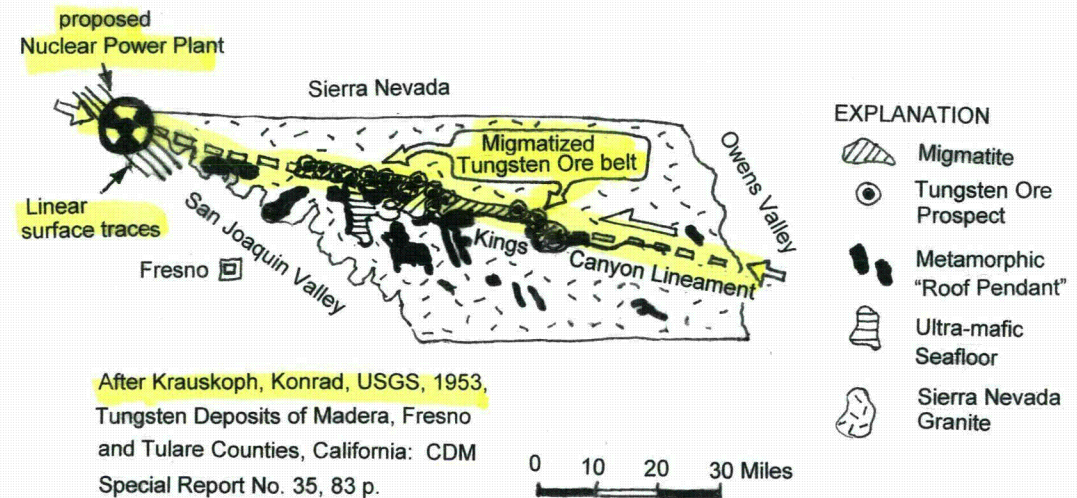 proposed
Nuclear Power Plant
Sierra Nevada
Migmatized
Tungsten Ore belt
Owens Valley
Linear
surface traces
San Joaquin Valley
Fresno
Kings
Canyon Lineament
EXPLANATION
Migmatite
Tungsten Ore
Prospect
Metamorphic
“Roof Pendant”
Ultra-mafic
Seafloor
Sierra Nevada
Granite
After Krauskoph, Konrad, USGS, 1953,
Tungsten Deposits of Madera, Fresno
and Tulare Counties, California: CDM
Special Report No. 35, 83 p.
0 10 20 30 Miles